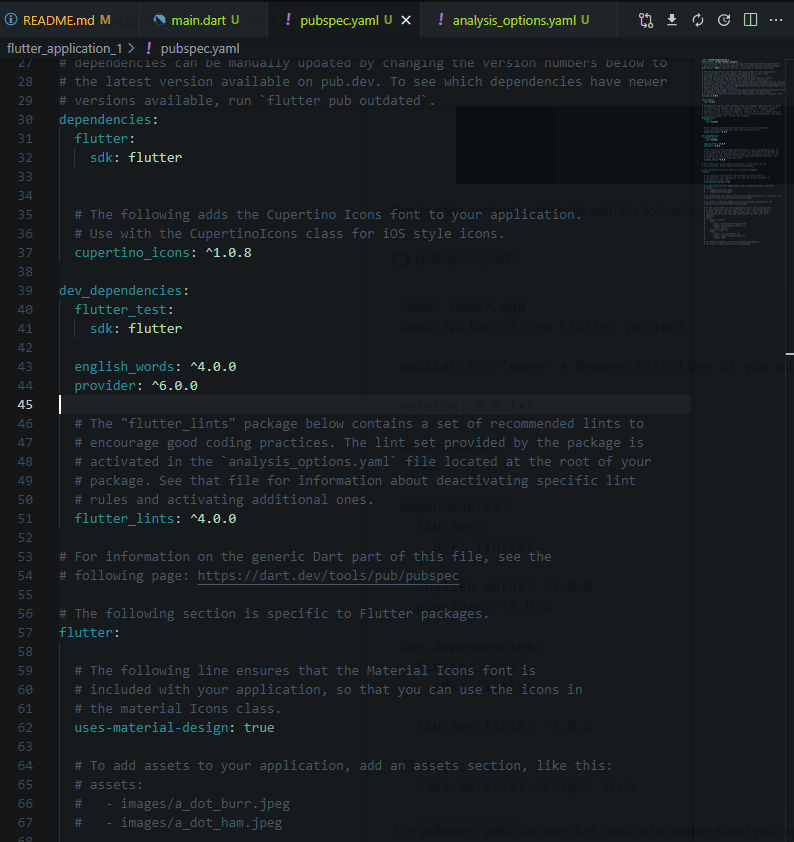 README.md M
main.dart U
pubspec.yaml U
analysis_options.yaml U
flutter_application_1 > ! pubspec.yaml
27 # dependencies can be manually updated by changing the version numbers below to
28 # the latest version available on pub.dev. To see which dependencies have newer
29 # versions available, run `flutter pub outdated`.
30 dependencies:
31 flutter:
32 sdk: flutter
33
34
35 # The following adds the Cupertino Icons font to your application.
36 # Use with the CupertinoIcons class for iOS style icons.
37 cupertino_icons: ^1.0.8
38
39 dev_dependencies:
40 flutter_test:
41 sdk: flutter
42
43 english_words: ^4.0.0
44 provider: ^6.0.0
45
46 # The "flutter_lints" package below contains a set of recommended lints to
47 # encourage good coding practices. The lint set provided by the package is
48 # activated in the `analysis_options.yaml` file located at the root of your
49 # package. See that file for information about deactivating specific lint
50 # rules and activating additional ones.
51 flutter_lints: ^4.0.0
52
53 # For information on the generic Dart part of this file, see the
54 # following page: https://dart.dev/tools/pub/pubspec
55
56 # The following section is specific to Flutter packages.
57 flutter:
58
59 # The following line ensures that the Material Icons font is
60 # included with your application, so that you can use the icons in
61 # the material Icons class.
62 uses-material-design: true
63
64 # To add assets to your application, add an assets section, like this:
65 # assets:
66 #   - images/a_dot_burr.jpeg
67 #   - images/a_dot_ham.jpeg
68